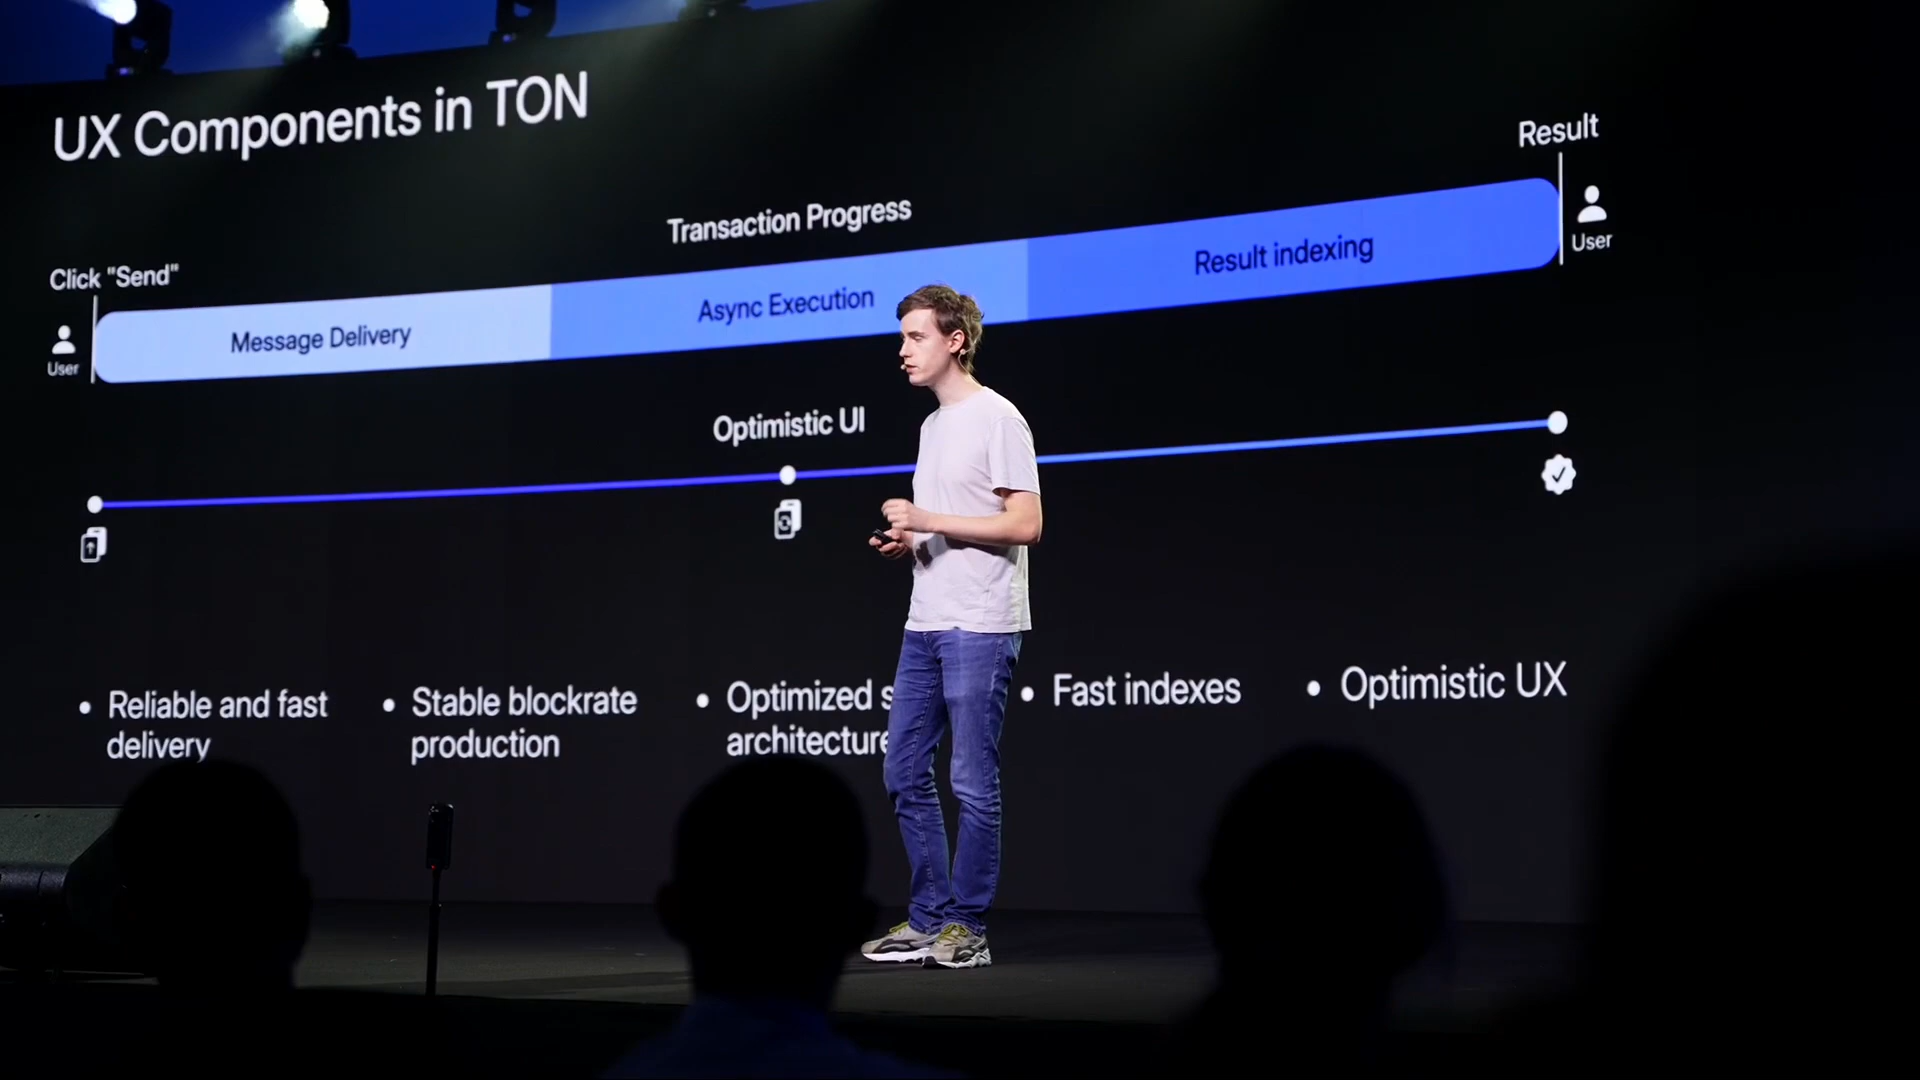 UX Components in TON
Result
Transaction Progress
Click "Send"
User
Message Delivery
Async Execution
Result indexing
User
Optimistic UI
• Reliable and fast
delivery
• Stable blockrate
production
• Optimized
architecture
• Fast indexes
• Optimistic UX